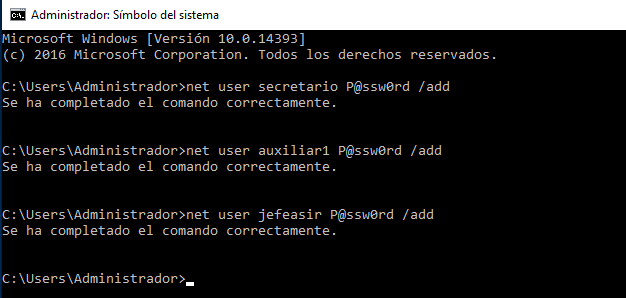 Administrador: Símbolo del sistema
Microsoft Windows [Versión 10.0.14393]
(c) 2016 Microsoft Corporation. Todos los derechos reservados.
C:\Users\Administrador>net user secretario P@ssw0rd /add
Se ha completado el comando correctamente.
C:\Users\Administrador>net user auxiliar1 P@ssw0rd /add
Se ha completado el comando correctamente.
C:\Users\Administrador>net user jefeasir P@ssw0rd /add
Se ha completado el comando correctamente.
C:\Users\Administrador>